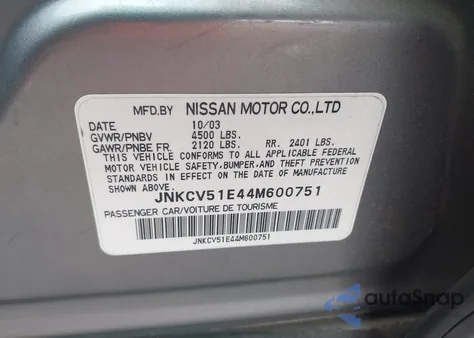 MFD.BY NISSAN MOTOR CO.,LTD
DATE 10/03
GVWR/PNBV 4500 LBS.
GAWR/PNBE FR. 2120 LBS. RR. 2401 LBS.
THIS VEHICLE CONFORMS TO ALL APPLICABLE FEDERAL
MOTOR VEHICLE SAFETY,BUMPER,AND THEFT PREVENTION
STANDARDS IN EFFECT ON THE DATE OF MANUFACTURE
SHOWN ABOVE.
JNKCV51E44M600751
PASSENGER CAR/VOITURE DE TOURISME
JNKCV51E44M600751
autoSnap